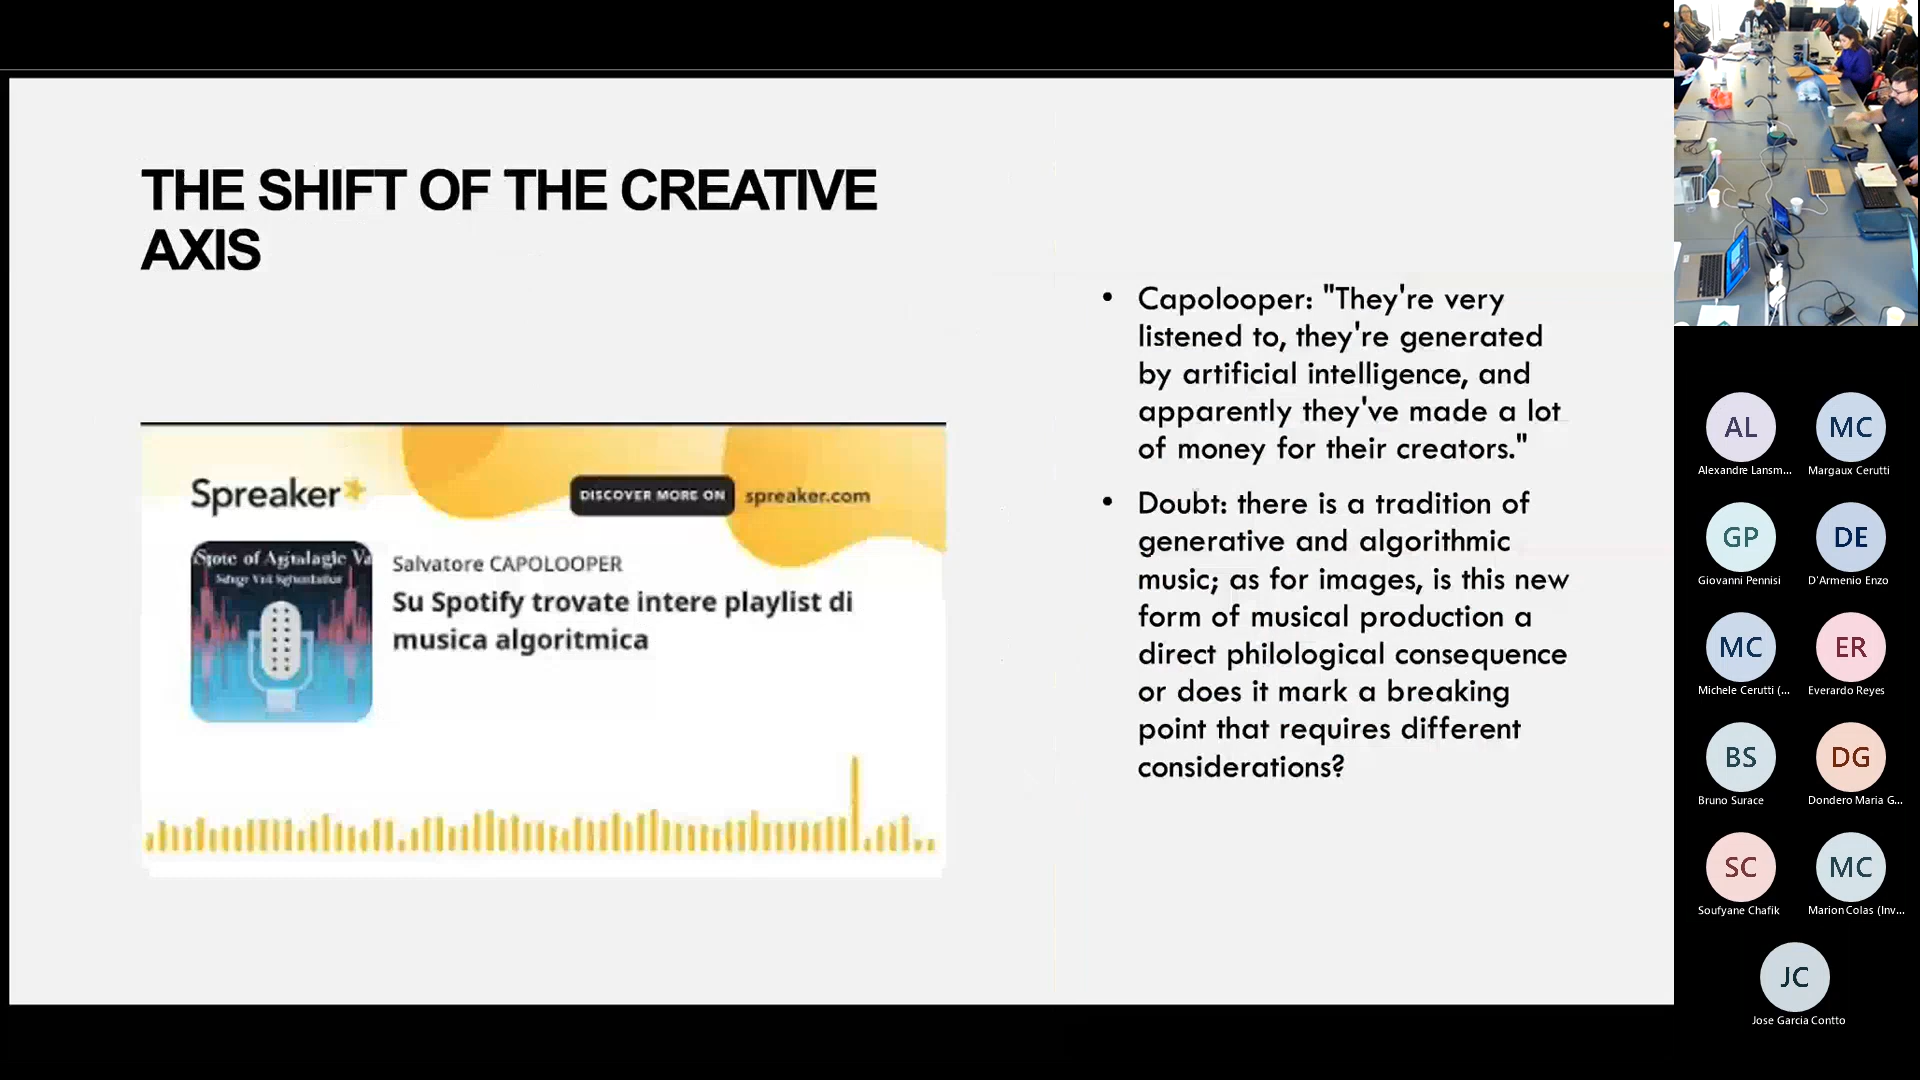 THE SHIFT OF THE CREATIVE
AXIS
Spreaker
DISCOVER MORE ON
spreaker.com
Salvatore CAPOLOOPER
Su Spotify trovate intere playlist di
musica algoritmica
• Capolooper: "They're very
listened to, they're generated
by artificial intelligence, and
apparently they've made a lot
of money for their creators."
• Doubt: there is a tradition of
generative and algorithmic
music; as for images, is this new
form of musical production a
direct philological consequence
or does it mark a breaking
point that requires different
considerations?
AL
Alexandre Lansm...
MC
Margaux Cerutti
GP
Giovanni Pennisi
DE
D'Armenio Enzo
MC
Michele Cerutti (...
ER
Everardo Reyes
BS
Bruno Surace
DG
Dondero Maria G...
SC
Soufyane Chafik
MC
Marion Colas (Inv...
JC
Jose Garcia Contto